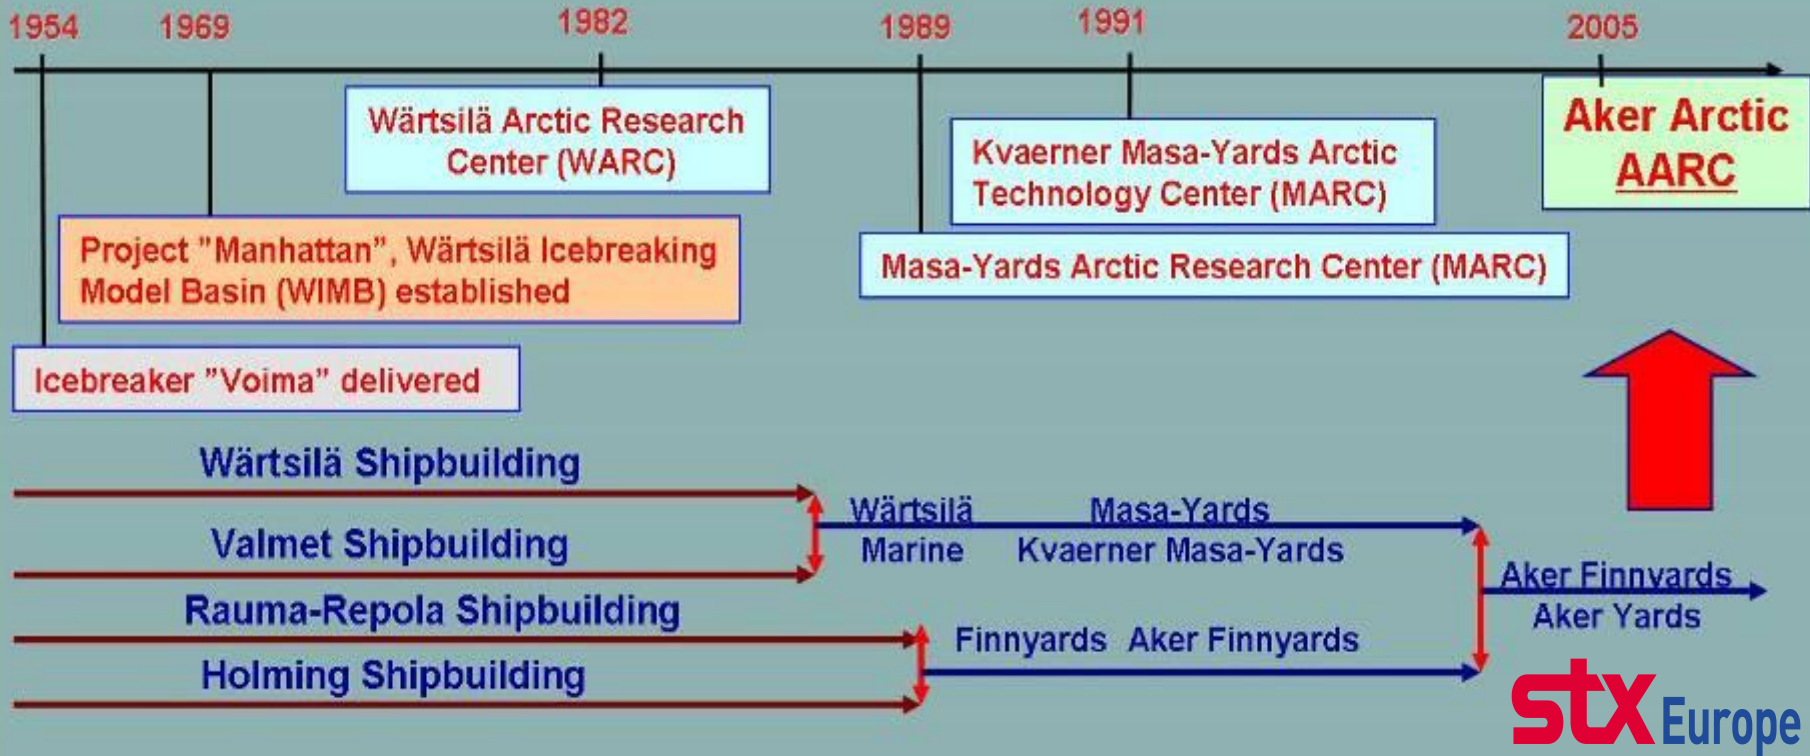 1954
1969
1982
1989
1991
2005
Wärtsilä Arctic Research
Center (WARC)
Kvaerner Masa-Yards Arctic
Technology Center (MARC)
Aker Arctic
AARC
Project ”Manhattan”, Wärtsilä Icebreaking
Model Basin (WIMB) established
Masa-Yards Arctic Research Center (MARC)
Icebreaker ”Voima” delivered
Wärtsilä Shipbuilding
Valmet Shipbuilding
Rauma-Repola Shipbuilding
Holming Shipbuilding
Wärtsilä
Marine
Masa-Yards
Kvaerner Masa-Yards
Finnyards Aker Finnyards
Aker Finnyards
Aker Yards
stx Europe